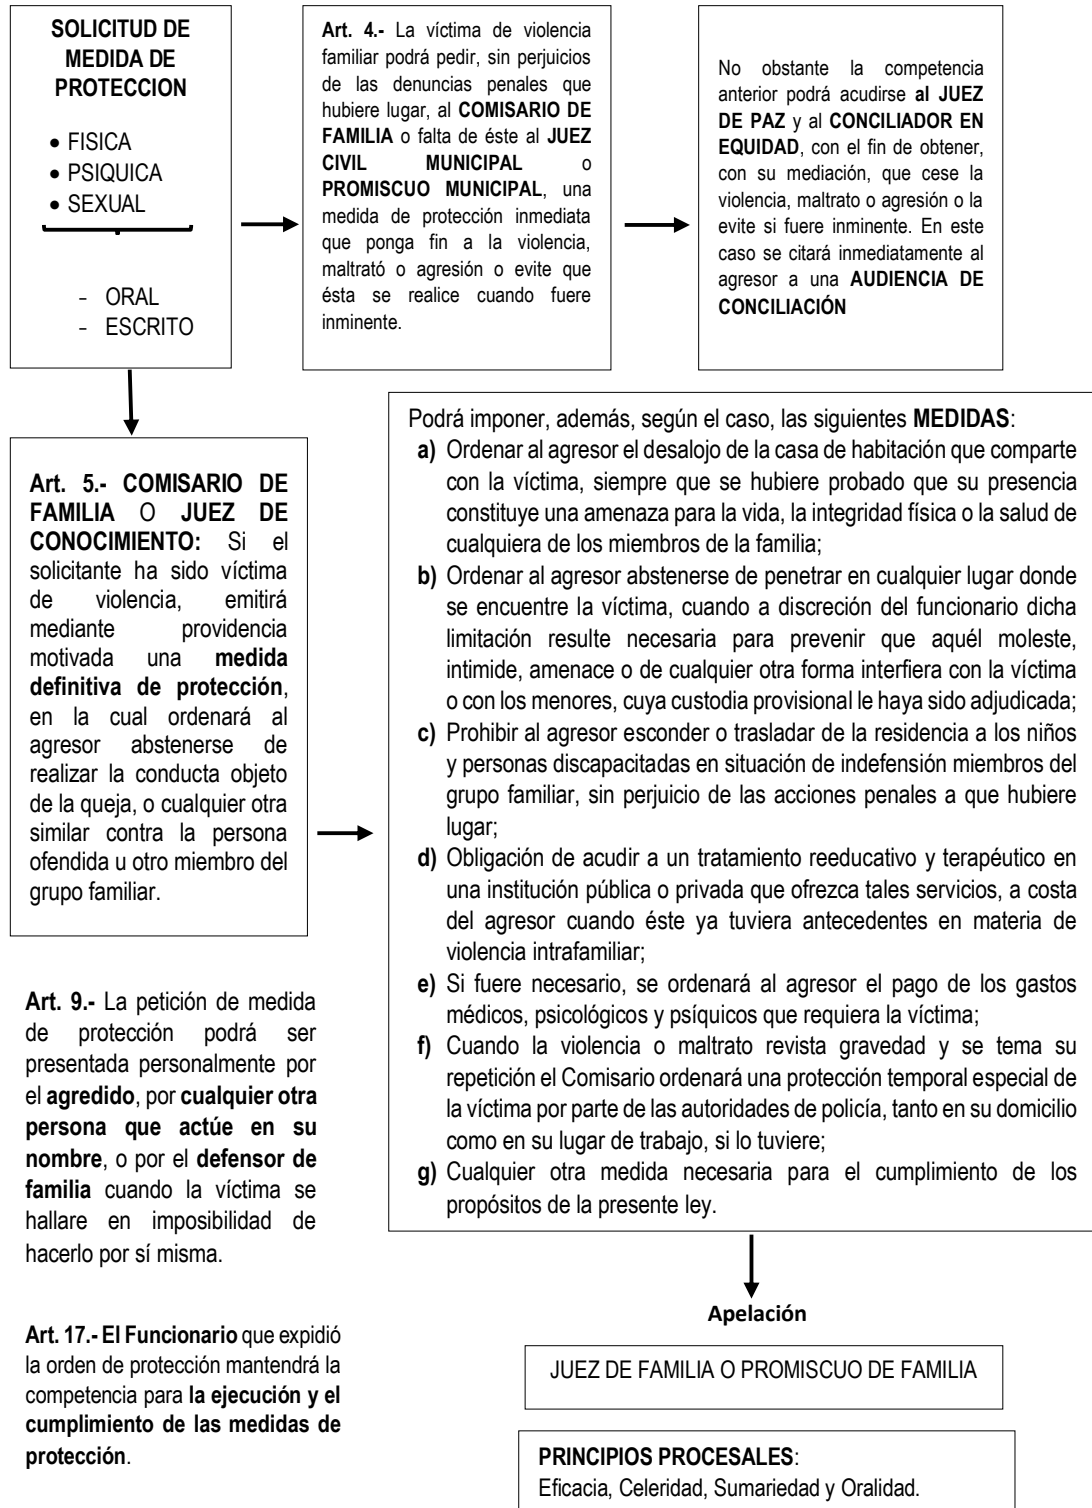 SOLICITUD DE
MEDIDA DE
PROTECCION
• FISICA
• PSIQUICA
• SEXUAL
- ORAL
- ESCRITO
Art. 4.- La víctima de violencia
familiar podrá pedir, sin perjuicios
de las denuncias penales que
hubiere lugar, al COMISARIO DE
FAMILIA o falta de éste al JUEZ
CIVIL MUNICIPAL o
PROMISCUO MUNICIPAL, una
medida de protección inmediata
que ponga fin a la violencia,
maltrató o agresión o evite que
ésta se realice cuando fuere
inminente.
No obstante la competencia
anterior podrá acudirse al JUEZ
DE PAZ y al CONCILIADOR EN
EQUIDAD, con el fin de obtener,
con su mediación, que cese la
violencia, maltrato o agresión o la
evite si fuere inminente. En este
caso se citará inmediatamente al
agresor a una AUDIENCIA DE
CONCILIACIÓN
Art. 5.- COMISARIO DE
FAMILIA O JUEZ DE
CONOCIMIENTO: Si el
solicitante ha sido víctima
de violencia, emitirá
mediante providencia
motivada una medida
definitiva de protección,
en la cual ordenará al
agresor abstenerse de
realizar la conducta objeto
de la queja, o cualquier otra
similar contra la persona
ofendida u otro miembro del
grupo familiar.
Podrá imponer, además, según el caso, las siguientes MEDIDAS:
a) Ordenar al agresor el desalojo de la casa de habitación que comparte
con la víctima, siempre que se hubiere probado que su presencia
constituye una amenaza para la vida, la integridad física o la salud de
cualquiera de los miembros de la familia;
b) Ordenar al agresor abstenerse de penetrar en cualquier lugar donde
se encuentre la víctima, cuando a discreción del funcionario dicha
limitación resulte necesaria para prevenir que aquél moleste,
intimide, amenace o de cualquier otra forma interfiera con la víctima
o con los menores, cuya custodia provisional le haya sido adjudicada;
c) Prohibir al agresor esconder o trasladar de la residencia a los niños
y personas discapacitadas en situación de indefensión miembros del
grupo familiar, sin perjuicio de las acciones penales a que hubiere
lugar;
d) Obligación de acudir a un tratamiento reeducativo y terapéutico en
una institución pública o privada que ofrezca tales servicios, a costa
del agresor cuando éste ya tuviera antecedentes en materia de
violencia intrafamiliar;
e) Si fuere necesario, se ordenará al agresor el pago de los gastos
médicos, psicológicos y psíquicos que requiera la víctima;
f) Cuando la violencia o maltrato revista gravedad y se tema su
repetición el Comisario ordenará una protección temporal especial de
la víctima por parte de las autoridades de policía, tanto en su domicilio
como en su lugar de trabajo, si lo tuviere;
g) Cualquier otra medida necesaria para el cumplimiento de los
propósitos de la presente ley.
Art. 9.- La petición de medida
de protección podrá ser
presentada personalmente por
el agredido, por cualquier otra
persona que actúe en su
nombre, o por el defensor de
familia cuando la víctima se
hallare en imposibilidad de
hacerlo por sí misma.
Art. 17.- El Funcionario que expidió
la orden de protección mantendrá la
competencia para la ejecución y el
cumplimiento de las medidas de
protección.
Apelación
JUEZ DE FAMILIA O PROMISCUO DE FAMILIA
PRINCIPIOS PROCESALES:
Eficacia, Celeridad, Sumariedad y Oralidad.